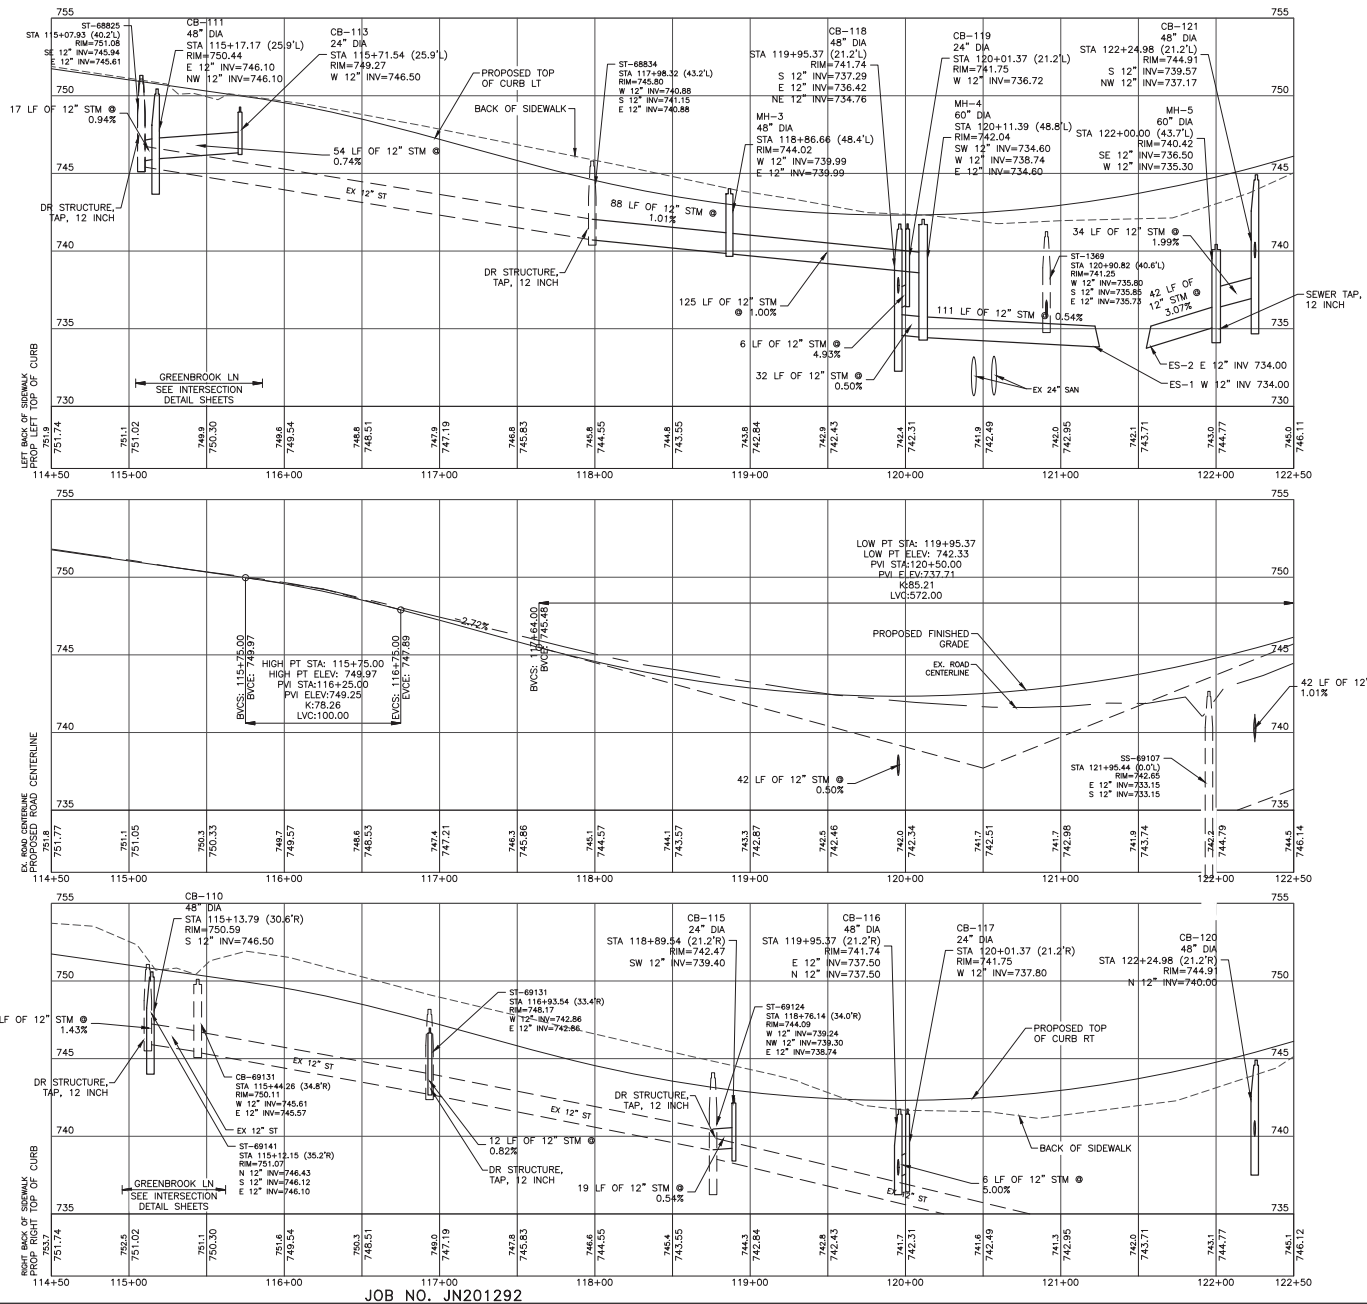 755
755
750
750
745
745
740
740
735
735
730
730
ST-68825
STA 115+07.93 (40.2'L)
RIM=751.08
SE 12" INV=745.94
E 12" INV=745.61
CB-111
48" DIA
STA 115+17.17 (25.9'L)
RIM=750.44
E 12" INV=746.10
NW 12" INV=746.10
CB-113
24" DIA
STA 115+71.54 (25.9'L)
RIM=749.27
W 12" INV=746.50
17 LF OF 12" STM @
0.94%
54 LF OF 12" STM @
0.74%
DR STRUCTURE,
TAP, 12 INCH
EX 12" ST
PROPOSED TOP
OF CURB LT
BACK OF SIDEWALK
ST-68834
STA 117+98.32 (43.2'L)
RIM=745.80
W 12" INV=740.88
S 12" INV=741.15
E 12" INV=740.88
DR STRUCTURE,
TAP, 12 INCH
88 LF OF 12" STM @
1.01%
MH-3
48" DIA
STA 118+86.66 (48.4'L)
RIM=744.02
W 12" INV=739.99
E 12" INV=739.99
125 LF OF 12" STM
@ 1.00%
CB-118
48" DIA
STA 119+95.37 (21.2'L)
RIM=741.74
S 12" INV=737.29
E 12" INV=736.42
NE 12" INV=734.76
CB-119
24" DIA
STA 120+01.37 (21.2'L)
RIM=741.75
W 12" INV=736.72
MH-4
60" DIA
STA 120+11.39 (48.8'L)
RIM=742.04
SW 12" INV=734.60
W 12" INV=738.74
E 12" INV=734.60
6 LF OF 12" STM @
4.93%
32 LF OF 12" STM @
0.50%
111 LF OF 12" STM @ 0.54%
ST-1369
STA 120+90.82 (40.6'L)
RIM=741.25
W 12" INV=735.80
S 12" INV=735.85
E 12" INV=735.73
EX 24" SAN
CB-121
48" DIA
STA 122+24.98 (21.2'L)
RIM=744.91
S 12" INV=739.57
NW 12" INV=737.17
MH-5
60" DIA
STA 122+00.00 (43.7'L)
RIM=740.42
SE 12" INV=736.50
W 12" INV=735.30
34 LF OF 12" STM @
1.99%
42 LF OF
12" STM @
3.07%
SEWER TAP,
12 INCH
ES-2 E 12" INV 734.00
ES-1 W 12" INV 734.00
GREENBROOK LN
SEE INTERSECTION
DETAIL SHEETS
LEFT BACK OF SIDEWALK
PROP LEFT TOP OF CURB
751.9 751.1 749.9 749.6 748.8 747.9 746.8 745.8 744.8 743.8 742.9 742.4 741.9 742.0 742.1 743.0 745.0
751.74 751.02 750.30 749.54 748.51 747.19 745.83 744.55 743.55 742.84 742.43 742.31 742.49 742.95 743.71 744.77 746.11
114+50 115+00 116+00 117+00 118+00 119+00 120+00 121+00 122+00 122+50
755
755
750
750
745
745
740
740
735
735
BVCS: 115+75.00
BVCE: 749.97
HIGH PT STA: 115+75.00
HIGH PT ELEV: 749.97
PVI STA:116+25.00
PVI ELEV:749.25
K:78.26
LVC:100.00
EVCS: 116+75.00
EVCE: 747.89
-2.72%
BVCS: 117+64.00
BVCE: 745.48
LOW PT STA: 119+95.37
LOW PT ELEV: 742.33
PVI STA:120+50.00
PVI ELEV:737.71
K:85.21
LVC:572.00
PROPOSED FINISHED
GRADE
EX. ROAD
CENTERLINE
42 LF OF 12" STM @
0.50%
SS-69107
STA 121+95.44 (0.0'L)
RIM=742.65
E 12" INV=733.15
S 12" INV=733.15
42 LF OF 12"
1.01%
EX. ROAD CENTERLINE
PROPOSED ROAD CENTERLINE
751.8 751.1 750.3 749.7 748.6 747.4 746.3 745.1 744.1 743.3 742.5 742.0 741.7 741.7 741.9 742.2 744.5
751.77 751.05 750.33 749.57 748.53 747.21 745.86 744.57 743.57 742.87 742.46 742.34 742.51 742.98 743.74 744.79 746.14
114+50 115+00 116+00 117+00 118+00 119+00 120+00 121+00 122+00 122+50
755
755
750
750
745
745
740
740
735
735
CB-110
48" DIA
STA 115+13.79 (30.6'R)
RIM=750.59
S 12" INV=746.50
LF OF 12" STM @
1.43%
DR STRUCTURE,
TAP, 12 INCH
CB-69131
STA 115+44.26 (34.8'R)
RIM=750.11
W 12" INV=745.61
E 12" INV=745.57
EX 12" ST
ST-69141
STA 115+12.15 (35.2'R)
RIM=751.07
N 12" INV=746.43
S 12" INV=746.12
E 12" INV=746.10
GREENBROOK LN
SEE INTERSECTION
DETAIL SHEETS
EX 12" ST
ST-69131
STA 116+93.54 (33.4'R)
RIM=748.17
W 12" INV=742.86
E 12" INV=742.86
12 LF OF 12" STM @
0.82%
DR STRUCTURE,
TAP, 12 INCH
CB-115
24" DIA
STA 118+89.54 (21.2'R)
RIM=742.47
SW 12" INV=739.40
DR STRUCTURE,
TAP, 12 INCH
EX 12" ST
19 LF OF 12" STM @
0.54%
ST-69124
STA 118+76.14 (34.0'R)
RIM=744.09
W 12" INV=739.24
NW 12" INV=739.30
E 12" INV=738.74
CB-116
48" DIA
STA 119+95.37 (21.2'R)
RIM=741.74
E 12" INV=737.50
N 12" INV=737.50
CB-117
24" DIA
STA 120+01.37 (21.2'R)
RIM=741.75
W 12" INV=737.80
EX 12" ST
6 LF OF 12" STM @
5.00%
PROPOSED TOP
OF CURB RT
BACK OF SIDEWALK
CB-120
48" DIA
STA 122+24.98 (21.2'R)
RIM=744.91
N 12" INV=740.00
RIGHT BACK OF SIDEWALK
PROP RIGHT TOP OF CURB
753.7 752.5 751.1 751.6 750.3 749.0 747.8 746.6 745.4 744.3 742.8 741.7 741.6 741.3 742.0 743.1 745.1
751.74 751.02 750.30 749.54 748.51 747.19 745.83 744.55 743.55 742.84 742.43 742.31 742.49 742.95 743.71 744.77 746.12
114+50 115+00 116+00 117+00 118+00 119+00 120+00 121+00 122+00 122+50
JOB NO. JN201292